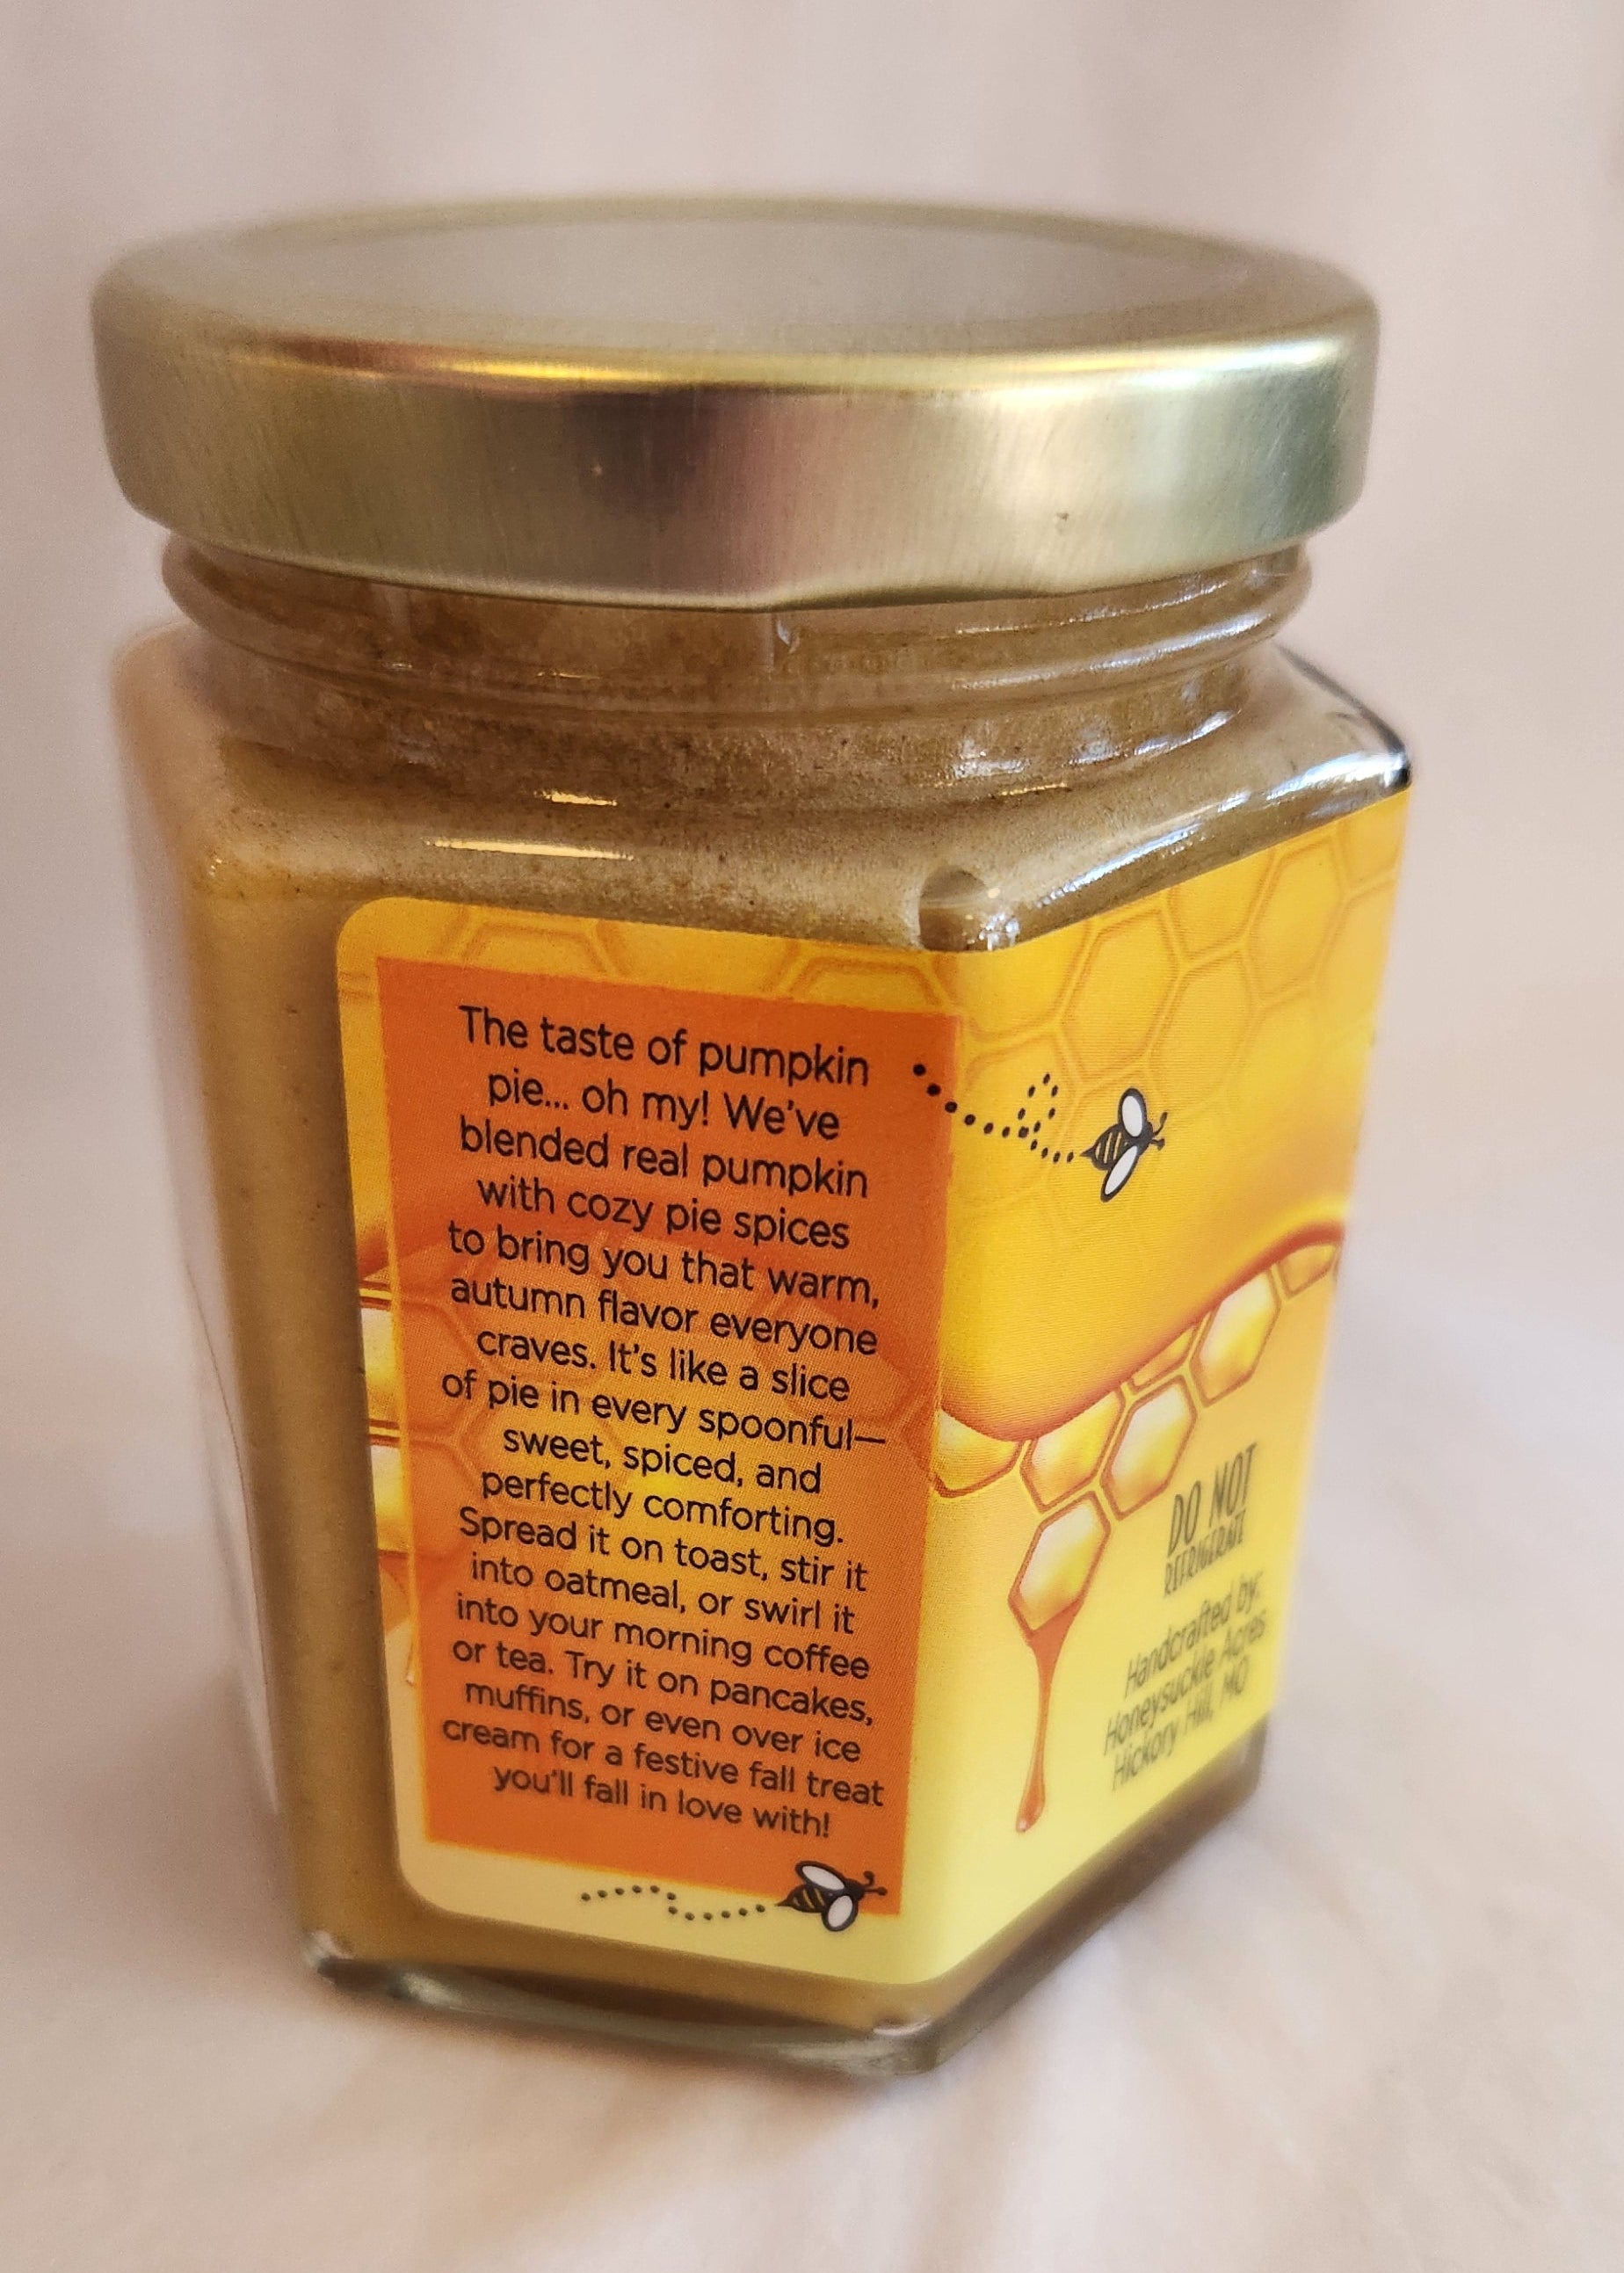 The taste of pumpkin
pie... oh my! We've
blended real pumpkin
with cozy pie spices
to bring you that warm,
autumn flavor everyone
craves. It's like a slice
of pie in every spoonful—
sweet, spiced, and
perfectly comforting.
Spread it on toast, stir it
into oatmeal, or swirl it
into your morning coffee
or tea. Try it on pancakes,
muffins, or even over ice
cream for a festive fall treat
you'll fall in love with!
DO NOT
REFRIGERATE
Handcrafted by:
Honeysuckle Acres
Hickory Hill, MO